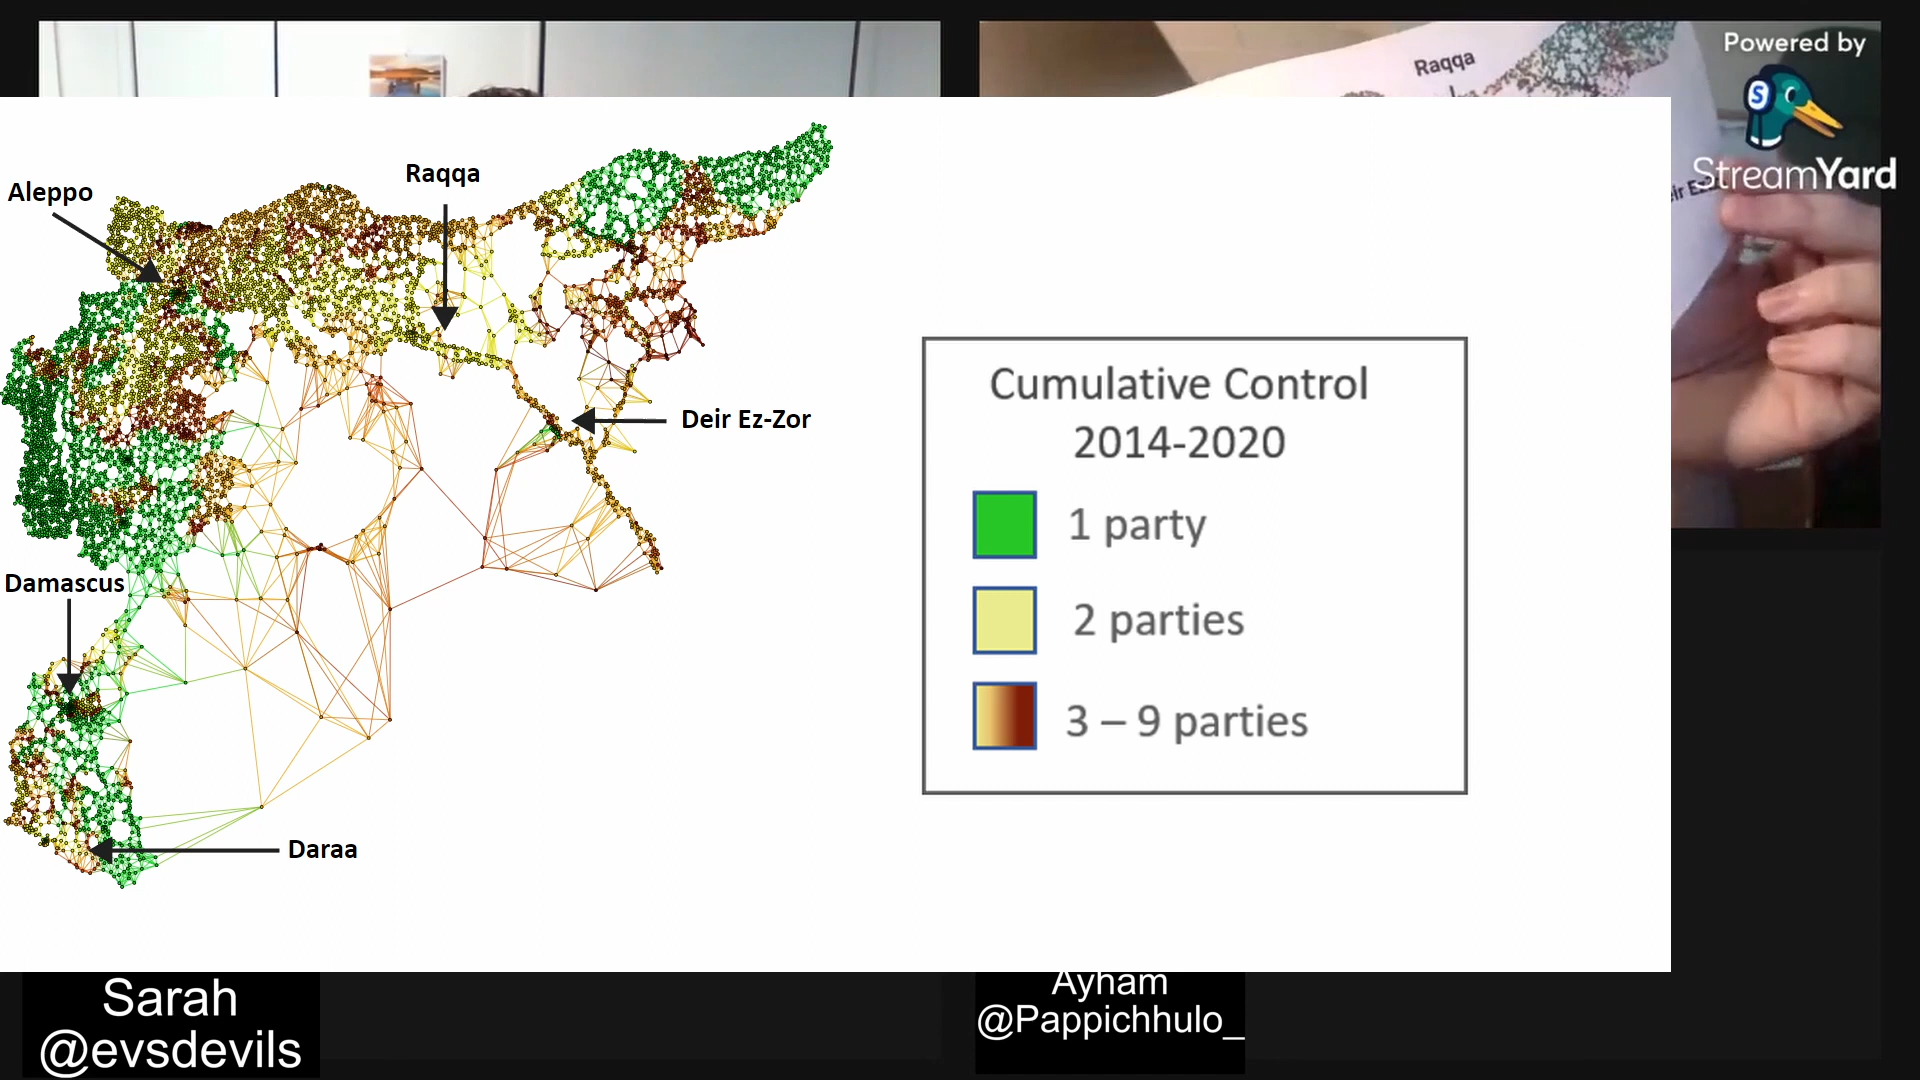 Powered by
StreamYard
Raqqa
Raqqa
Aleppo
Deir Ez-Zor
Cumulative Control
2014-2020
1 party
2 parties
3 – 9 parties
Damascus
Daraa
Sarah
@evsdevils
Ayham
@Pappichhulo_